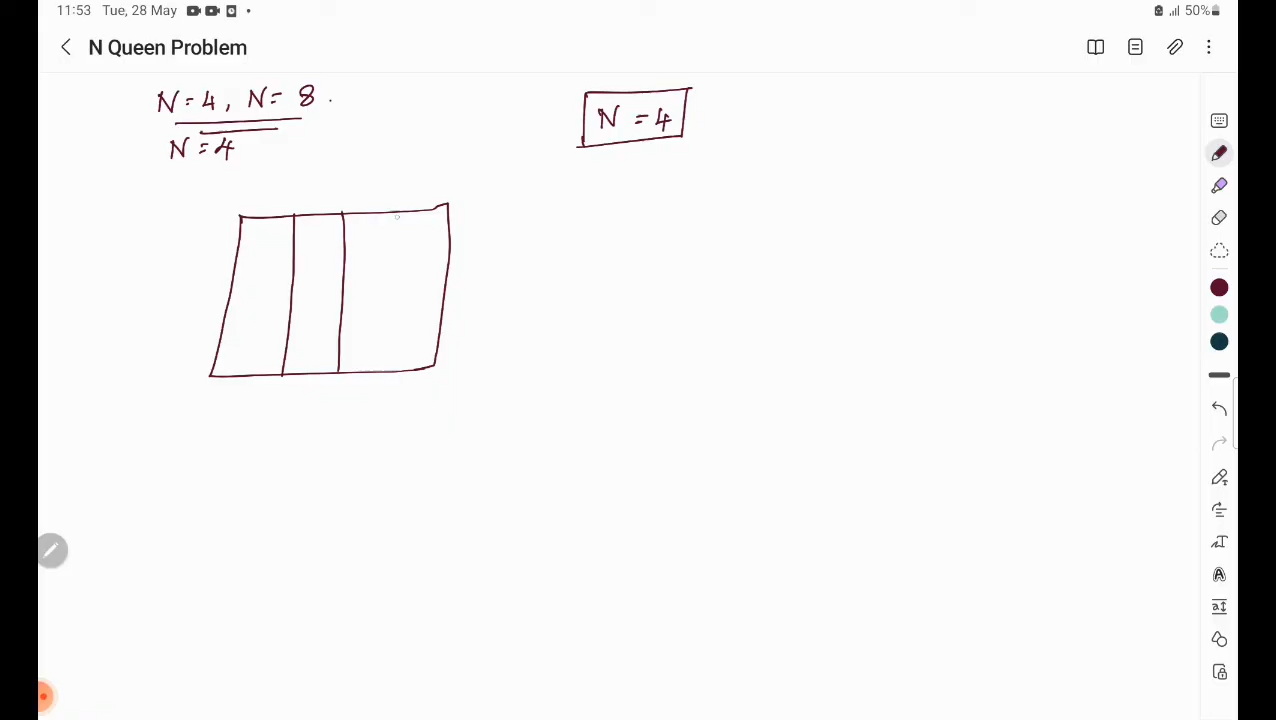 11:53 Tue, 28 May
50%
N Queen Problem
N = 4, N = 8 .
N = 4
N = 4